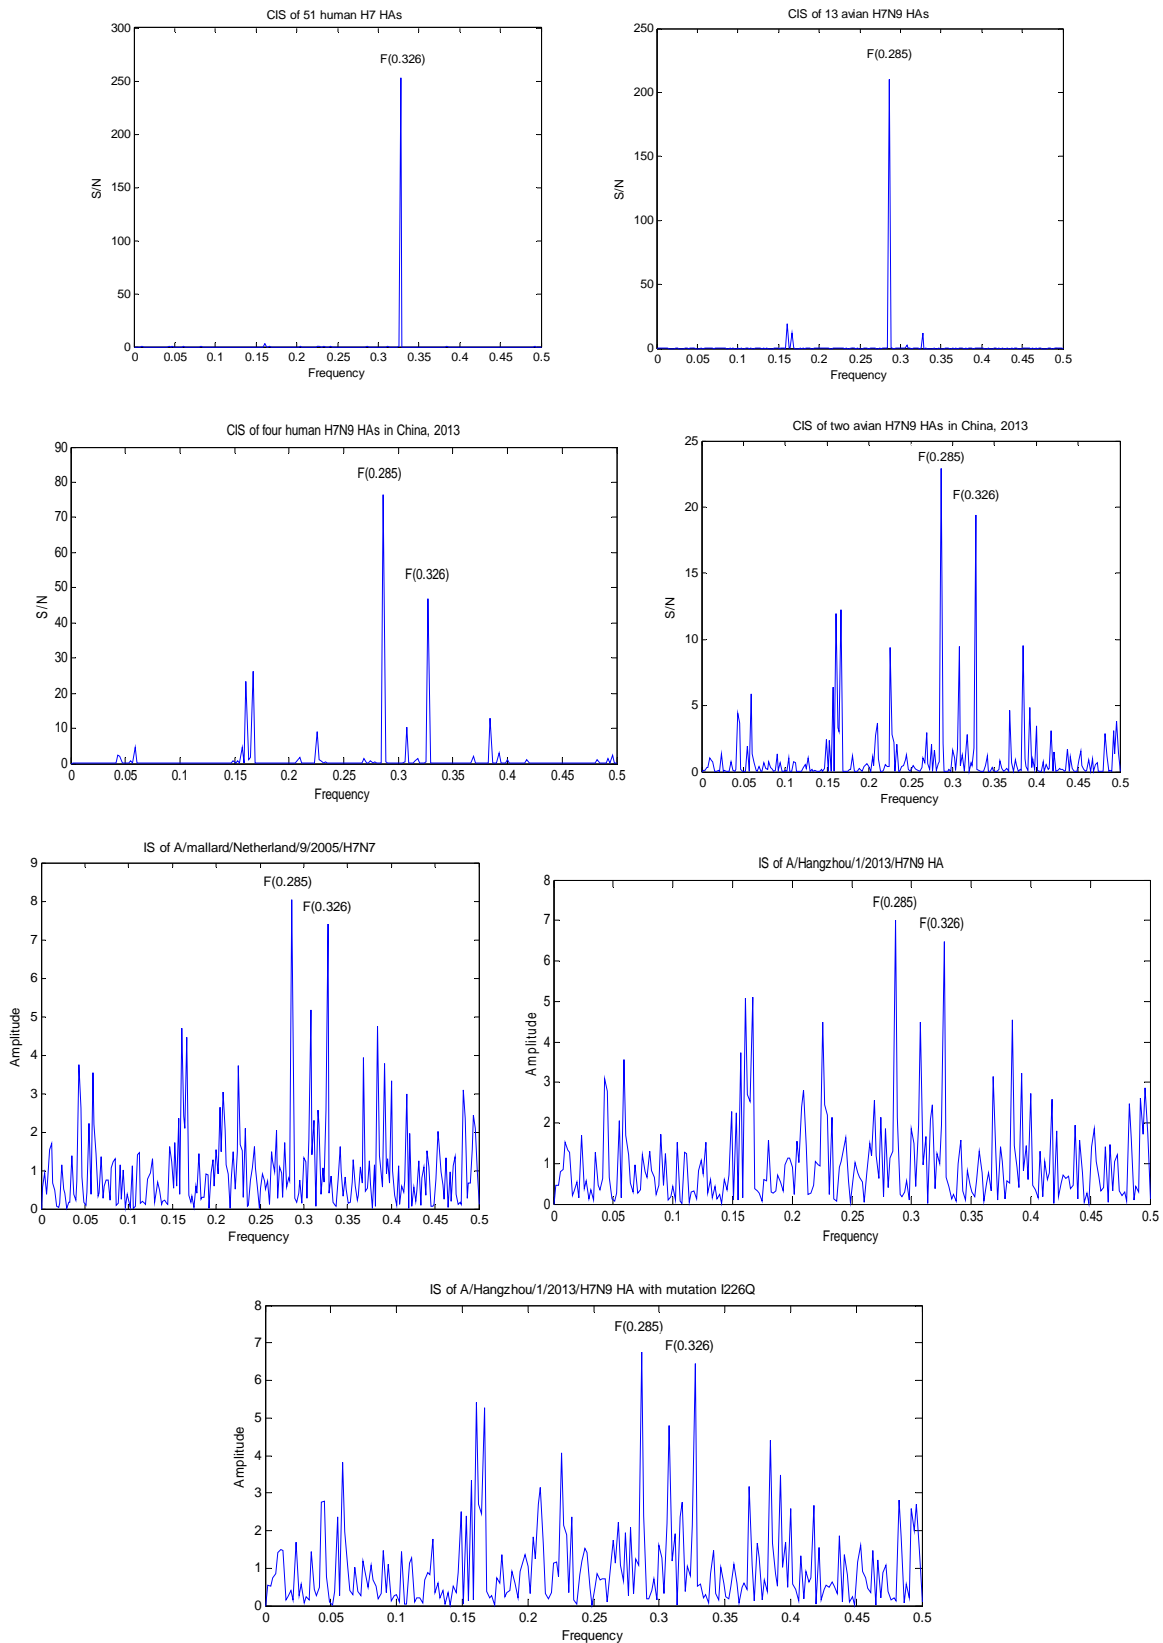 CIS of 51 human H7 HAs
300
250
200
150
100
50
0
S/N
F(0.326)
0 0.05 0.1 0.15 0.2 0.25 0.3 0.35 0.4 0.45 0.5
Frequency
CIS of 13 avian H7N9 HAs
250
200
150
100
50
0
S/N
F(0.285)
0 0.05 0.1 0.15 0.2 0.25 0.3 0.35 0.4 0.45 0.5
Frequency
CIS of four human H7N9 HAs in China, 2013
90
80
70
60
50
40
30
20
10
0
S/N
F(0.285)
F(0.326)
0 0.05 0.1 0.15 0.2 0.25 0.3 0.35 0.4 0.45 0.5
Frequency
CIS of two avian H7N9 HAs in China, 2013
25
20
15
10
5
0
S/N
F(0.285)
F(0.326)
0 0.05 0.1 0.15 0.2 0.25 0.3 0.35 0.4 0.45 0.5
Frequency
IS of A/mallard/Netherland/9/2005/H7N7
9
8
7
6
5
4
3
2
1
0
Amplitude
F(0.285)
F(0.326)
0 0.05 0.1 0.15 0.2 0.25 0.3 0.35 0.4 0.45 0.5
Frequency
IS of A/Hangzhou/1/2013/H7N9 HA
8
7
6
5
4
3
2
1
0
Amplitude
F(0.285)
F(0.326)
0 0.05 0.1 0.15 0.2 0.25 0.3 0.35 0.4 0.45 0.5
Frequency
IS of A/Hangzhou/1/2013/H7N9 HA with mutation I226Q
8
7
6
5
4
3
2
1
0
Amplitude
F(0.285)
F(0.326)
0 0.05 0.1 0.15 0.2 0.25 0.3 0.35 0.4 0.45 0.5
Frequency